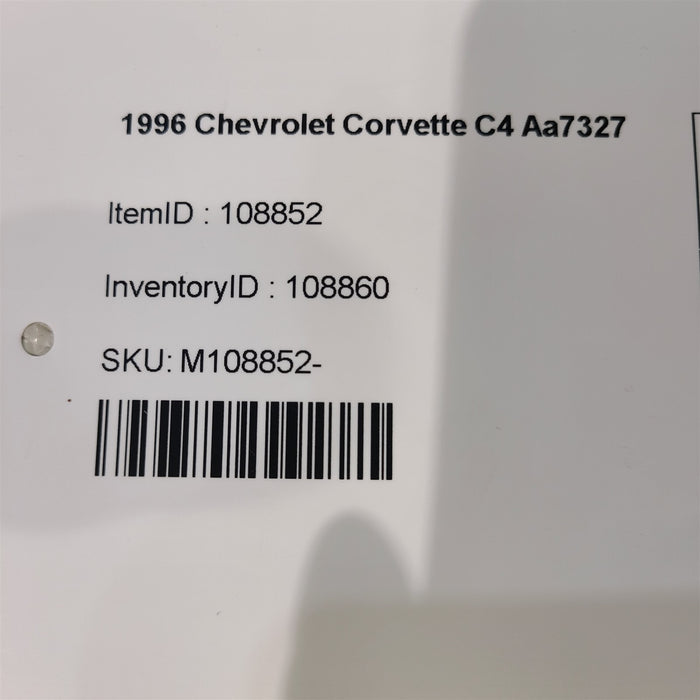 1996 Chevrolet Corvette C4 Aa7327
ItemID : 108852
InventoryID : 108860
SKU: M108852-